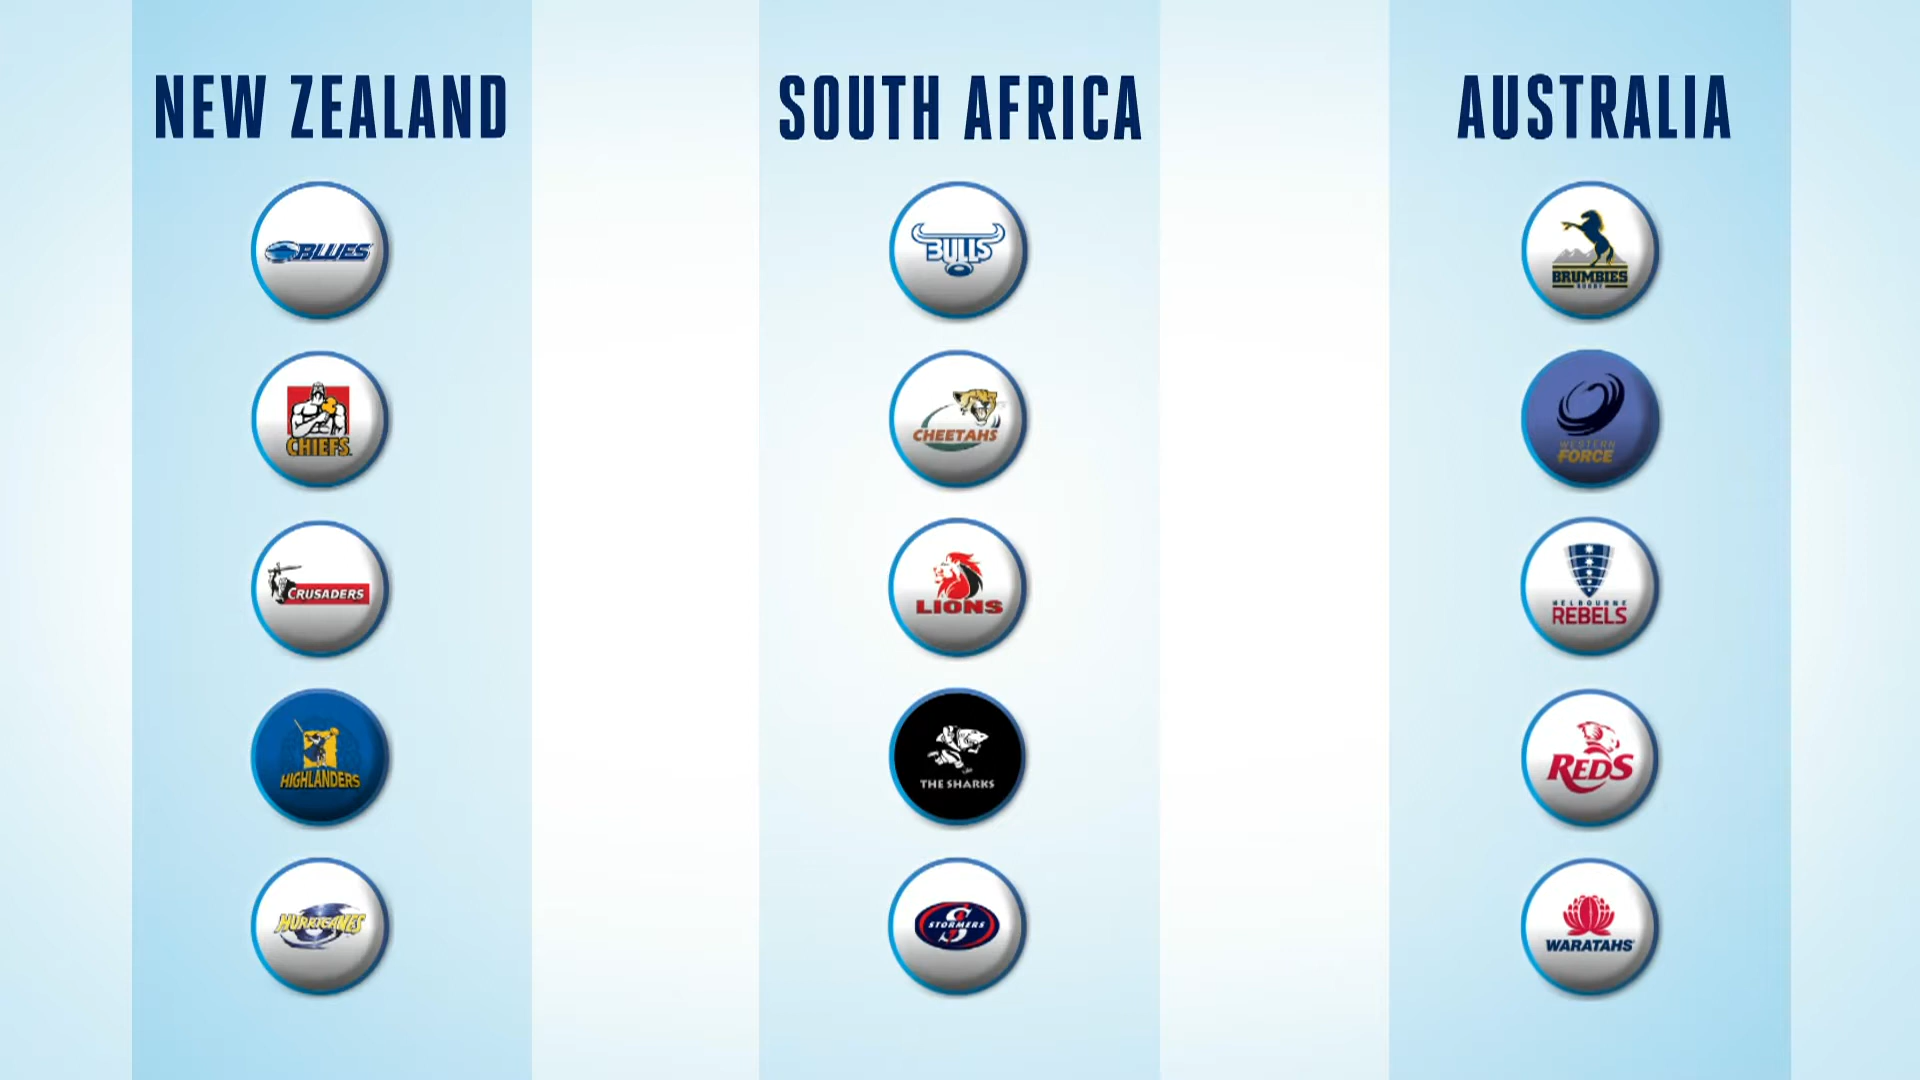 NEW ZEALAND
BLUES
CHIEFS
CRUSADERS
HIGHLANDERS
HURRICANES
SOUTH AFRICA
BULLS
CHEETAHS
LIONS
THE SHARKS
STORMERS
AUSTRALIA
BRUMBIES
RUGBY
WESTERN
FORCE
MELBOURNE
REBELS
REDS
WARATAHS